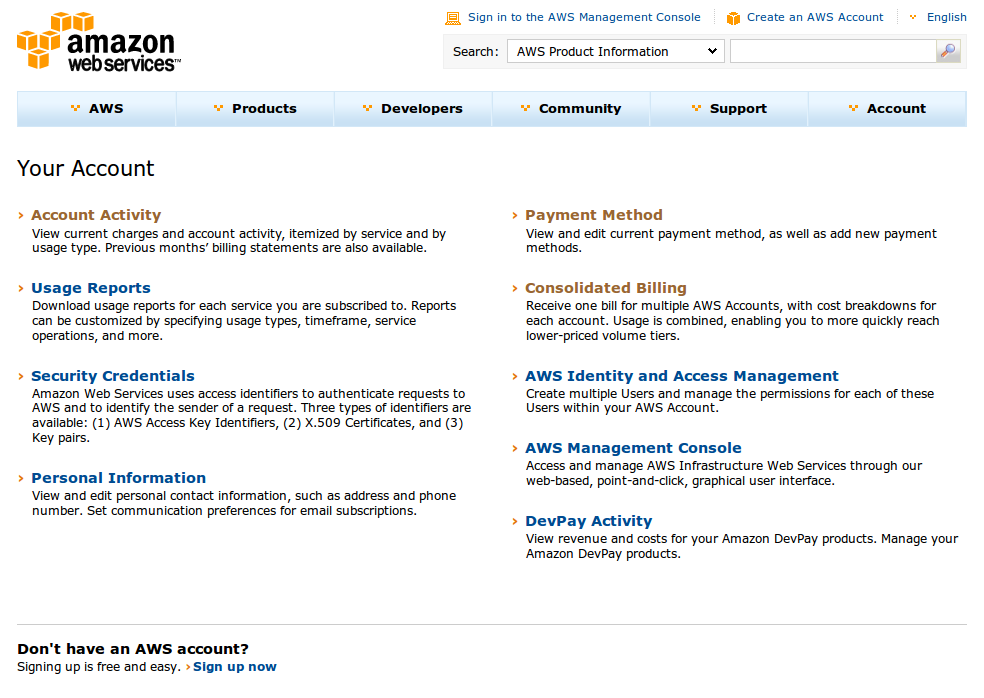 amazon
web services™
Sign in to the AWS Management Console
Create an AWS Account
English
Search:
AWS Product Information
AWS
Products
Developers
Community
Support
Account
Your Account
› Account Activity
View current charges and account activity, itemized by service and by
usage type. Previous months’ billing statements are also available.
› Usage Reports
Download usage reports for each service you are subscribed to. Reports
can be customized by specifying usage types, timeframe, service
operations, and more.
› Security Credentials
Amazon Web Services uses access identifiers to authenticate requests to
AWS and to identify the sender of a request. Three types of identifiers are
available: (1) AWS Access Key Identifiers, (2) X.509 Certificates, and (3)
Key pairs.
› Personal Information
View and edit personal contact information, such as address and phone
number. Set communication preferences for email subscriptions.
› Payment Method
View and edit current payment method, as well as add new payment
methods.
› Consolidated Billing
Receive one bill for multiple AWS Accounts, with cost breakdowns for
each account. Usage is combined, enabling you to more quickly reach
lower-priced volume tiers.
› AWS Identity and Access Management
Create multiple Users and manage the permissions for each of these
Users within your AWS Account.
› AWS Management Console
Access and manage AWS Infrastructure Web Services through our
web-based, point-and-click, graphical user interface.
› DevPay Activity
View revenue and costs for your Amazon DevPay products. Manage your
Amazon DevPay products.
Don't have an AWS account?
Signing up is free and easy. › Sign up now